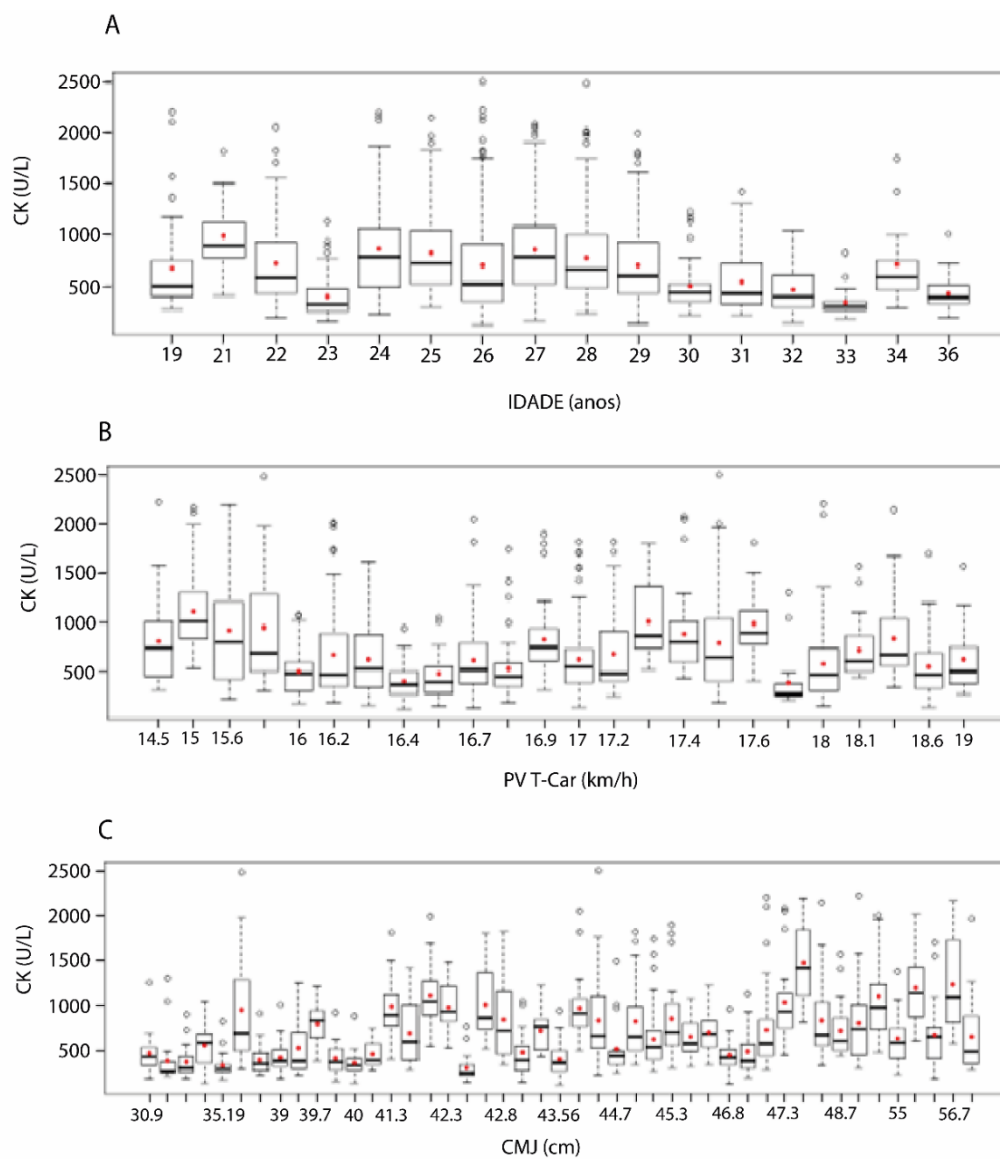 A
2500
2000
1500
1000
500
CK (U/L)
19 21 22 23 24 25 26 27 28 29 30 31 32 33 34 36
IDADE (anos)
B
2500
2000
1500
1000
500
CK (U/L)
14.5 15 15.6 16 16.2 16.4 16.7 16.9 17 17.2 17.4 17.6 18 18.1 18.6 19
PV T-Car (km/h)
C
2500
2000
1500
1000
500
CK (U/L)
30.9 35.19 39 39.7 40 41.3 42.3 42.8 43.56 44.7 45.3 46.8 47.3 48.7 55 56.7
CMJ (cm)